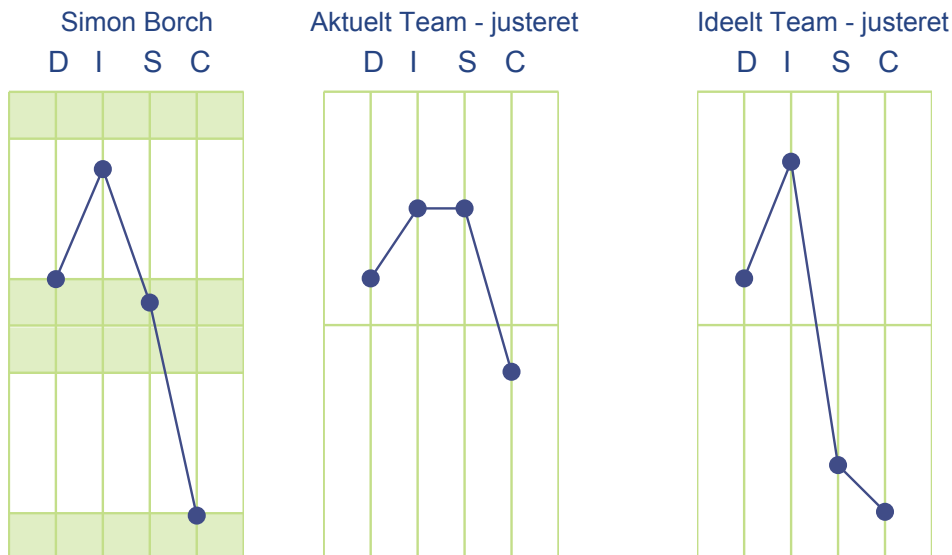 Simon Borch
D I S C
Aktuelt Team - justeret
D I S C
Ideelt Team - justeret
D I S C